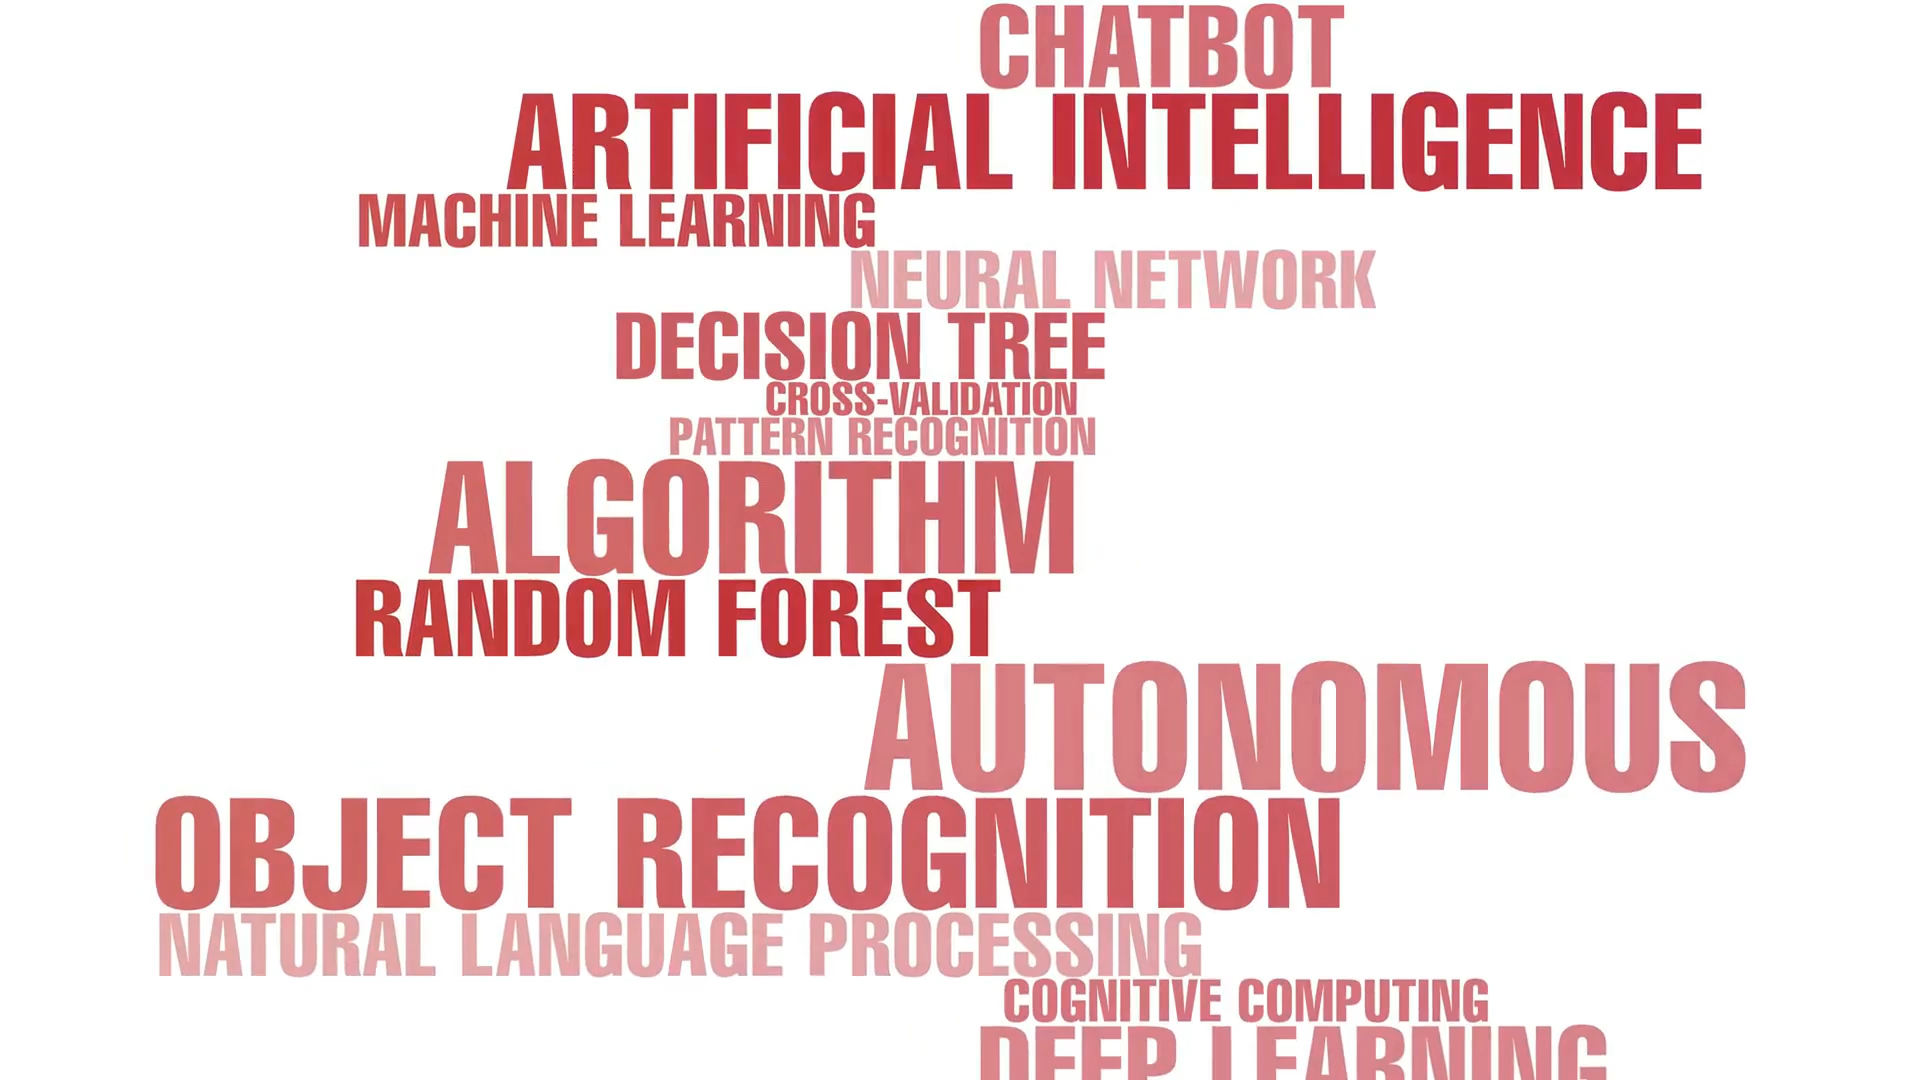 CHATBOT
ARTIFICIAL INTELLIGENCE
MACHINE LEARNING
NEURAL NETWORK
DECISION TREE
CROSS-VALIDATION
PATTERN RECOGNITION
ALGORITHM
RANDOM FOREST
AUTONOMOUS
OBJECT RECOGNITION
NATURAL LANGUAGE PROCESSING
COGNITIVE COMPUTING
DEEP LEARNING